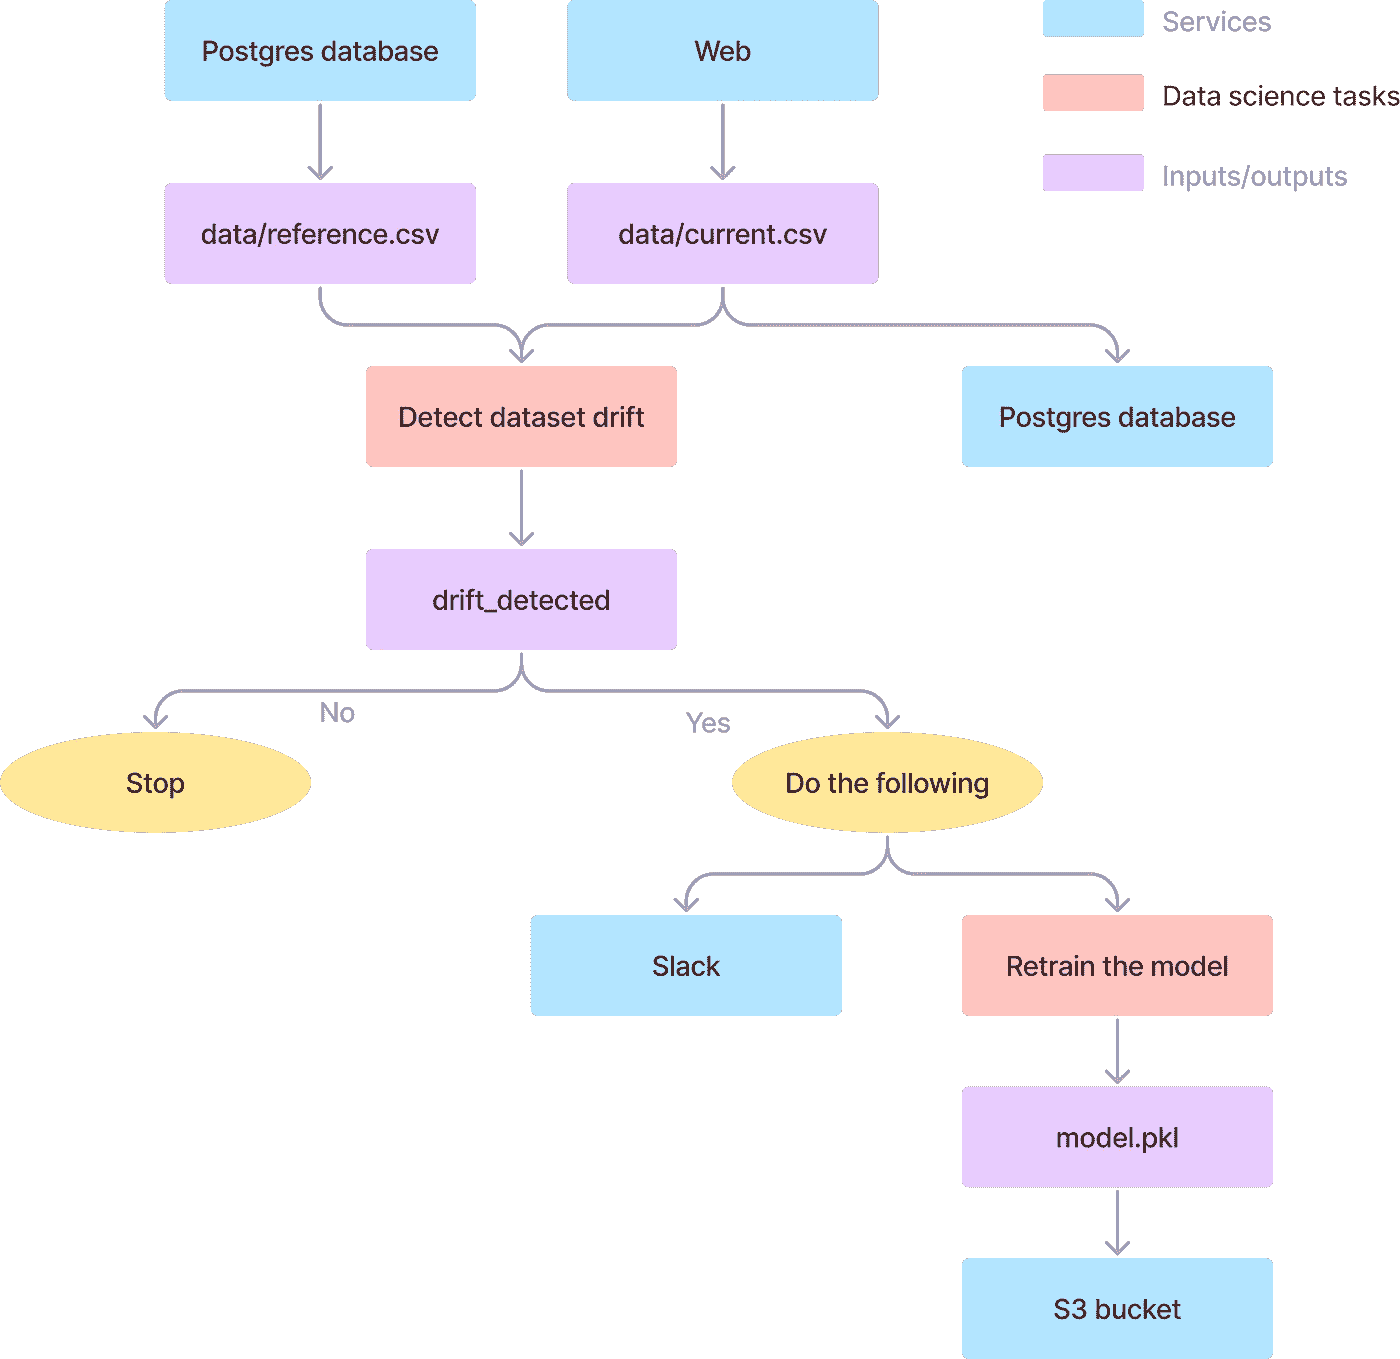 Postgres database
Web
Services
Data science tasks
Inputs/outputs
data/reference.csv
data/current.csv
Detect dataset drift
Postgres database
drift_detected
No
Yes
Stop
Do the following
Slack
Retrain the model
model.pkl
S3 bucket